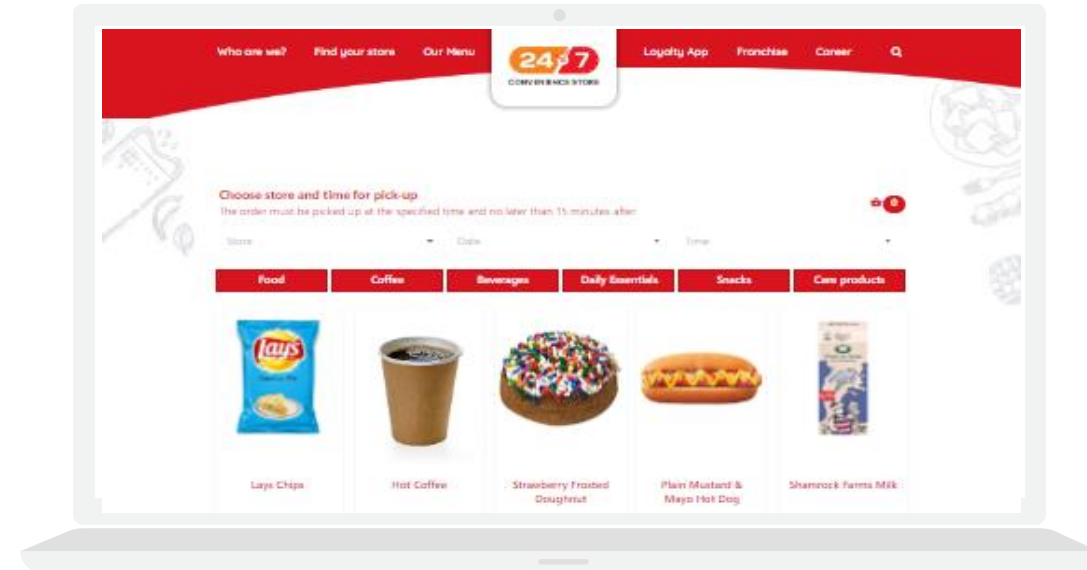 Who are we? Find your store Our Menu
24/7
CONVENIENCE STORE
Loyalty App Franchise Career
Choose store and time for pick-up
The order must be picked up at the specified time and no later than 15 minutes after
0
Store Date Time
Food Coffee Beverages Daily Essentials Snacks Care products
Lays
Lays Chips
Hot Coffee
Strawberry Frosted
Doughnut
Plain Mustard &
Mayo Hot Dog
Shamrock Farms Milk